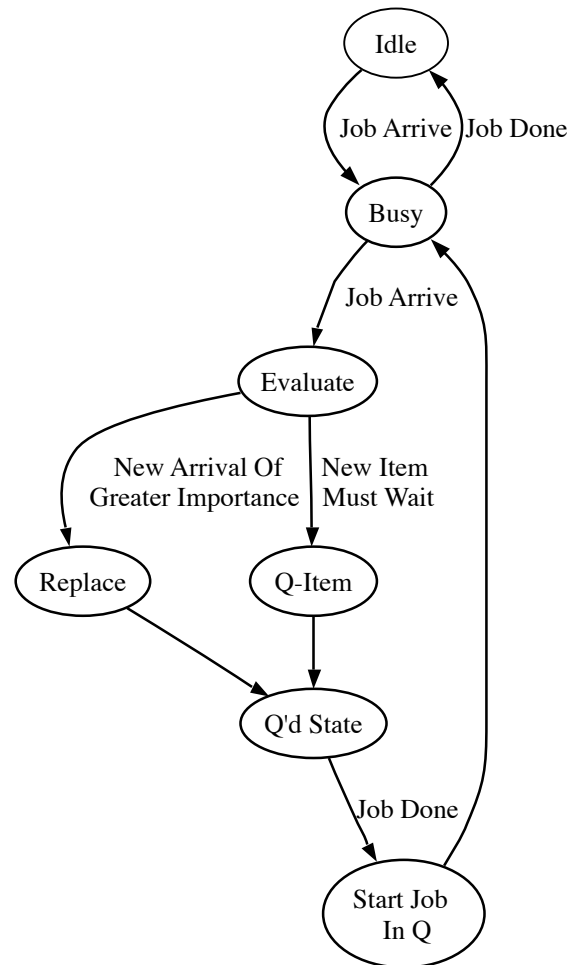 Idle
Job Arrive
Job Done
Busy
Job Arrive
Evaluate
New Arrival Of
Greater Importance
New Item
Must Wait
Replace
Q-Item
Q'd State
Job Done
Start Job
In Q